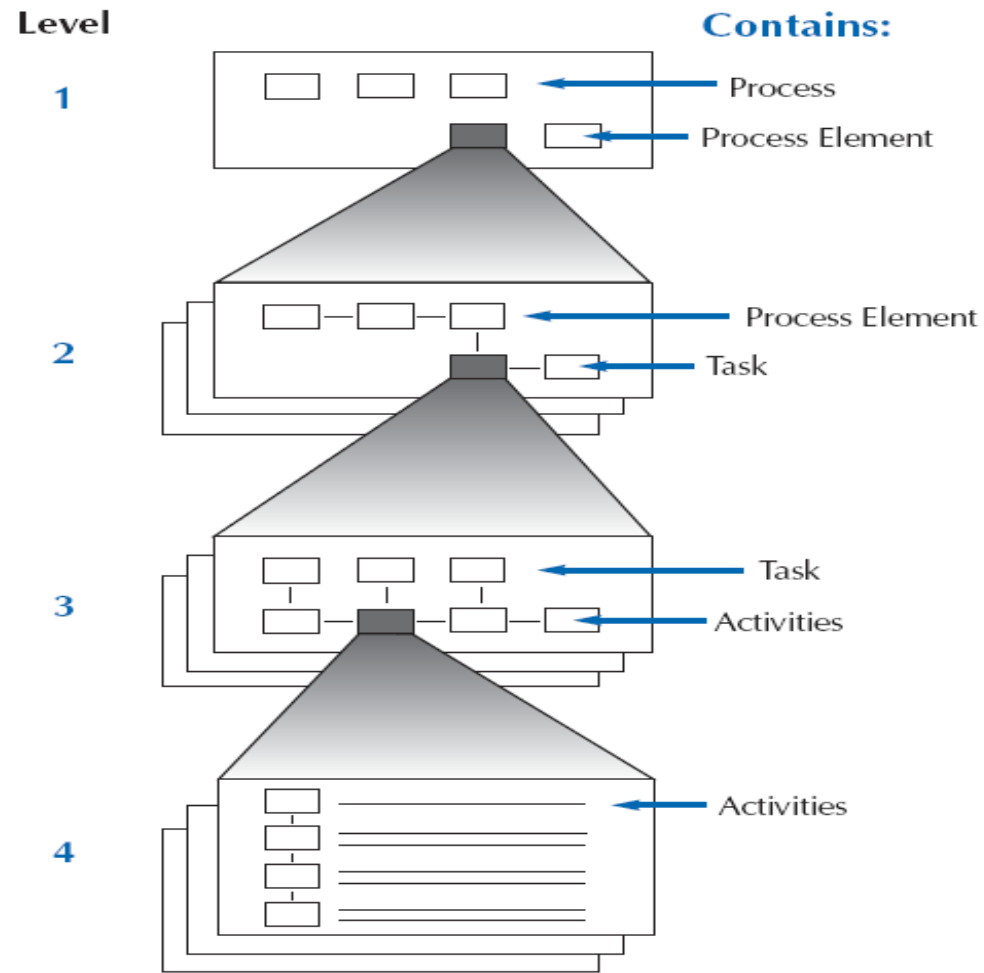 Level
Contains:
1
Process
Process Element
2
Process Element
Task
3
Task
Activities
4
Activities